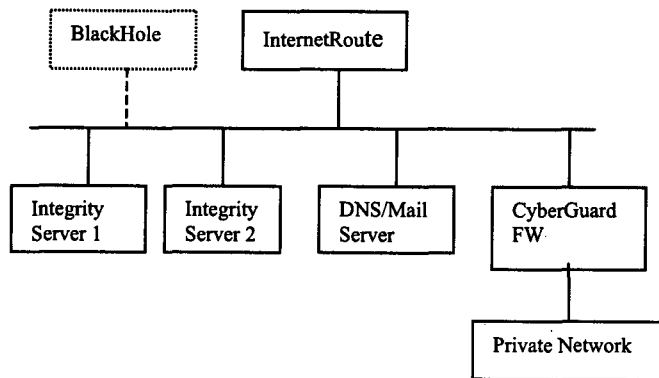 BlackHole
InternetRoute
Integrity
Server 1
Integrity
Server 2
DNS/Mail
Server
CyberGuard
FW
Private Network